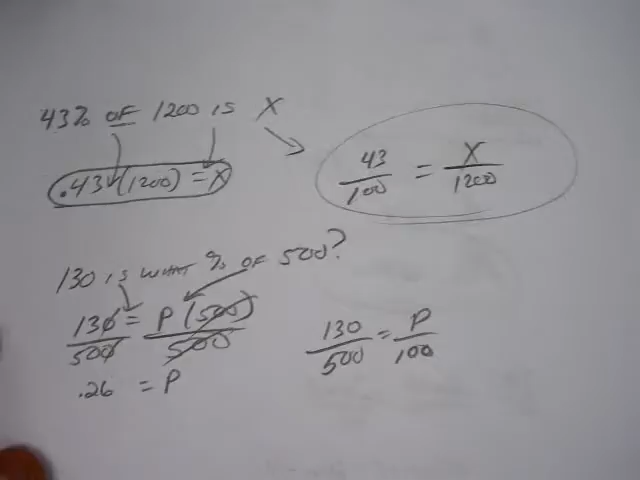 43% OF 1200 is X
.43(1200) = X
43/100 = X/1200
130 is what % OF 500?
130/500 = P(500)/500
.26 = P
130/500 = P/100